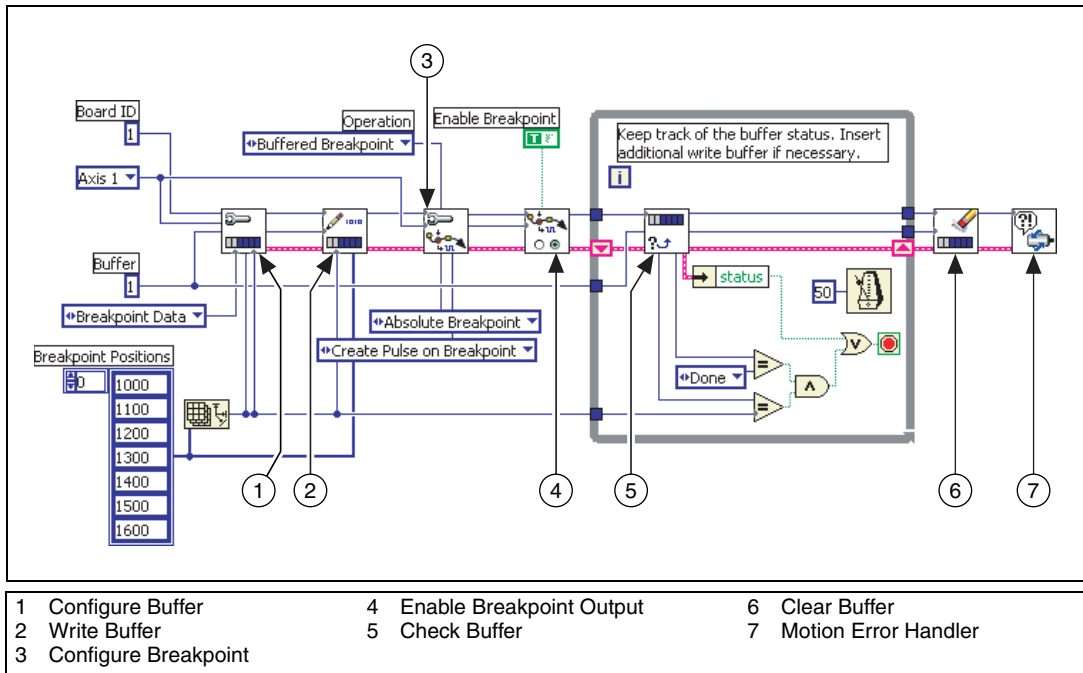 3
Board ID
1
Operation
Enable Breakpoint
Buffered Breakpoint
T F
Keep track of the buffer status. Insert
additional write buffer if necessary.
i
Axis 1
Buffer
1
Breakpoint Data
Absolute Breakpoint
Create Pulse on Breakpoint
status
50
Done
Breakpoint Positions
0
1000
1100
1200
1300
1400
1500
1600
1
2
4
5
6
7
1 Configure Buffer
2 Write Buffer
3 Configure Breakpoint
4 Enable Breakpoint Output
5 Check Buffer
6 Clear Buffer
7 Motion Error Handler